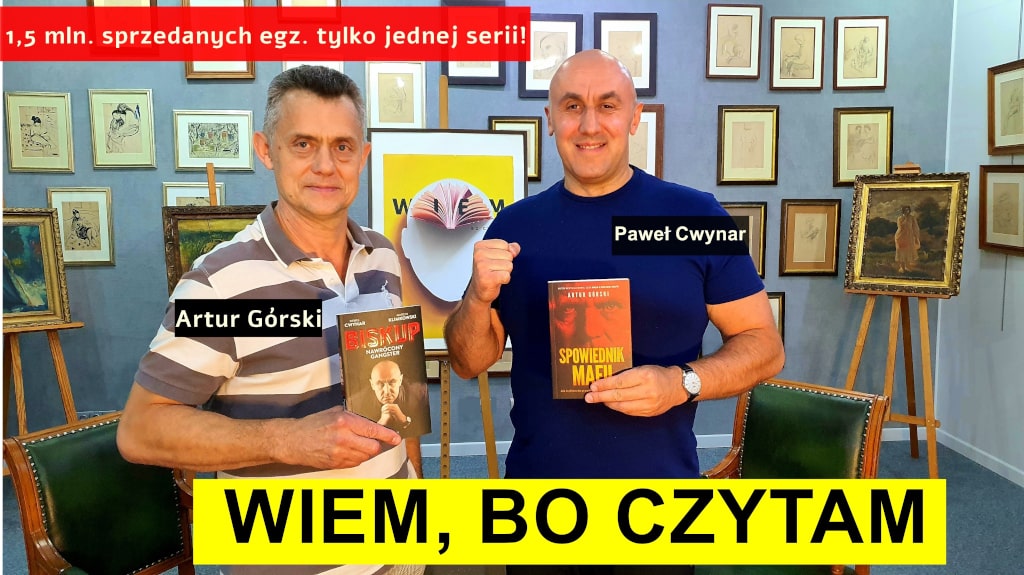 1,5 mln. sprzedanych egz. tylko jednej serii!
WIEM
Paweł Cwynar
Artur Górski
CWYNAR
KLIMKOWSKI
BISKUP
NAWRÓCONY
GANGSTER
ARTUR GÓRSKI
SPOWIEDNIK
MAFII
WIEM, BO CZYTAM